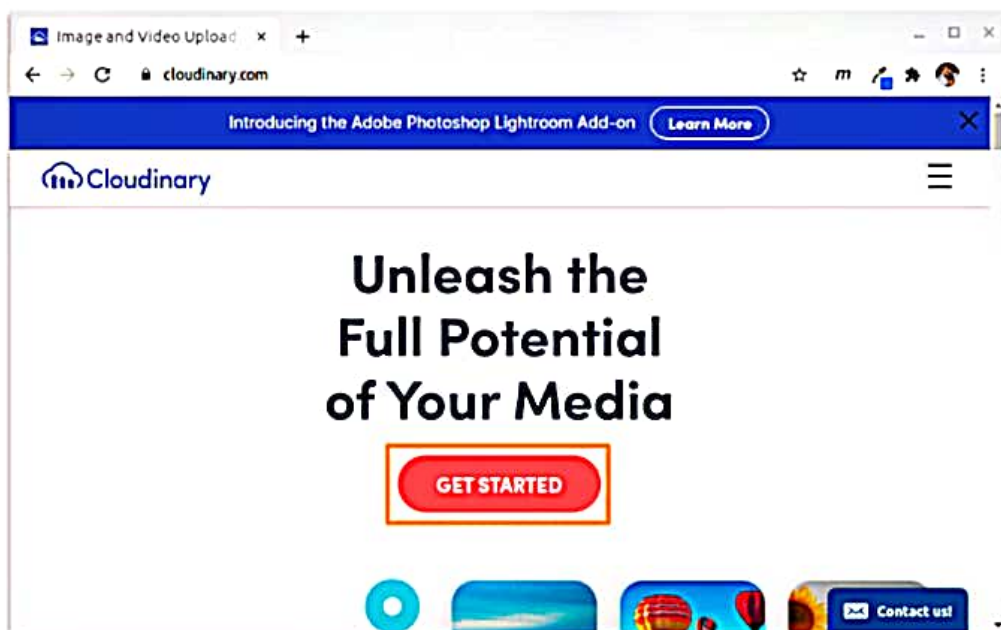 Image and Video Upload
cloudinary.com
m
Introducing the Adobe Photoshop Lightroom Add-on
Learn More
Cloudinary
Unleash the
Full Potential
of Your Media
GET STARTED
Contact us!